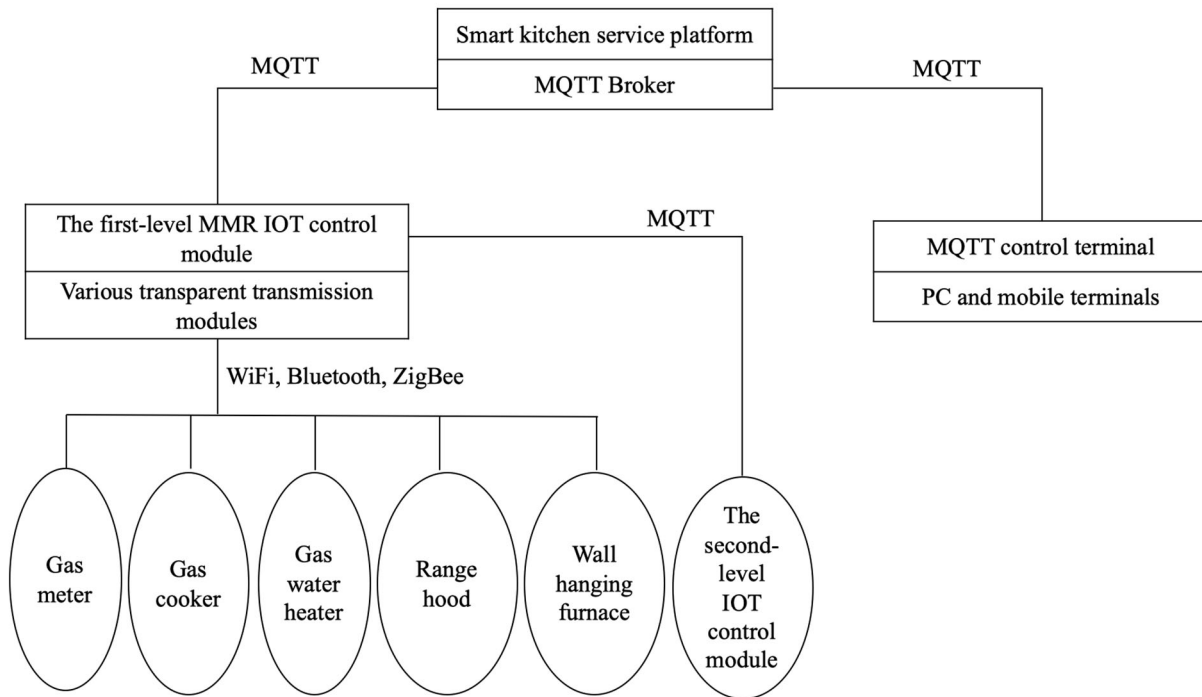 Smart kitchen service platform
MQTT
MQTT Broker
MQTT
The first-level MMR IOT control
module
Various transparent transmission
modules
MQTT
MQTT control terminal
PC and mobile terminals
WiFi, Bluetooth, ZigBee
Gas
meter
Gas
cooker
Gas
water
heater
Range
hood
Wall
hanging
furnace
The
second-
level
IOT
control
module